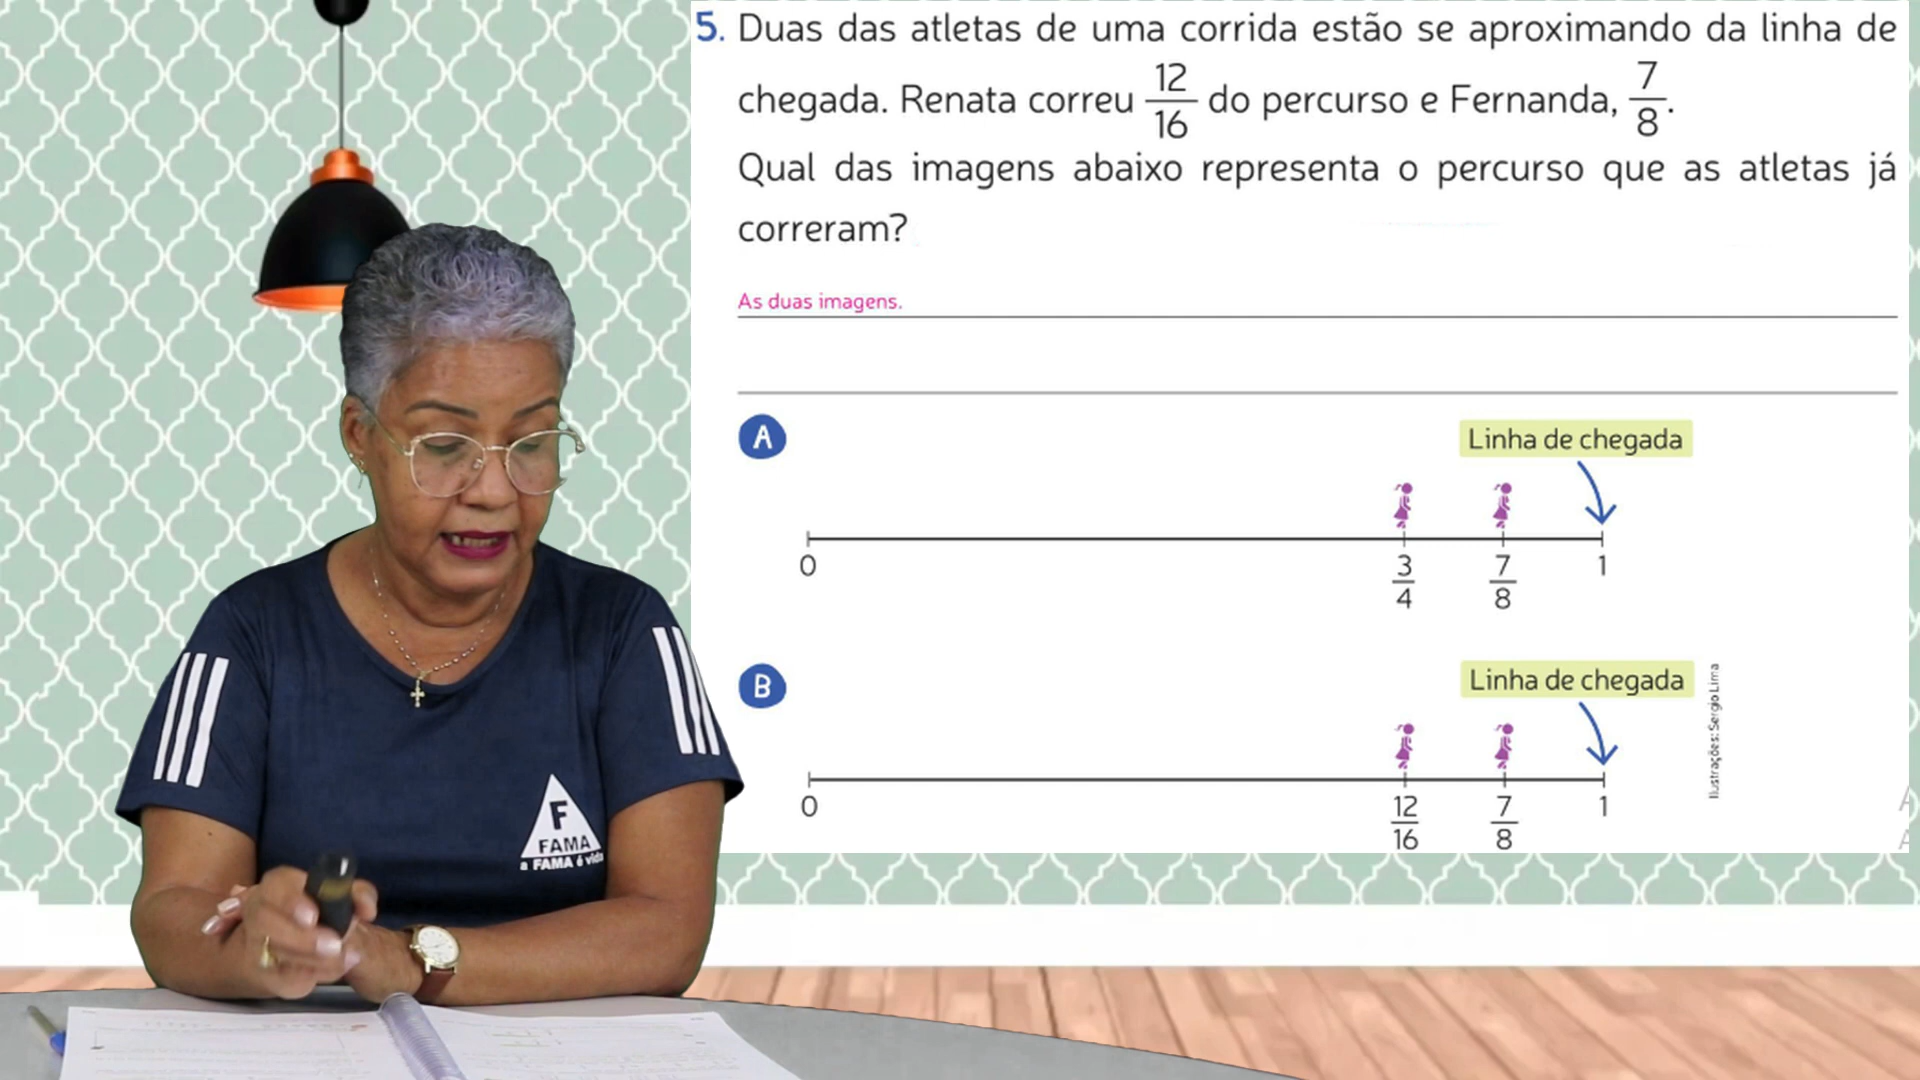 5. Duas das atletas de uma corrida estão se aproximando da linha de
chegada. Renata correu 12/16 do percurso e Fernanda, 7/8.
Qual das imagens abaixo representa o percurso que as atletas já
correram?
As duas imagens.
A
Linha de chegada
0 3/4 7/8 1
B
Linha de chegada
0 12/16 7/8 1
Ilustrações: Sergio Lima
F
FAMA
a FAMA é vida